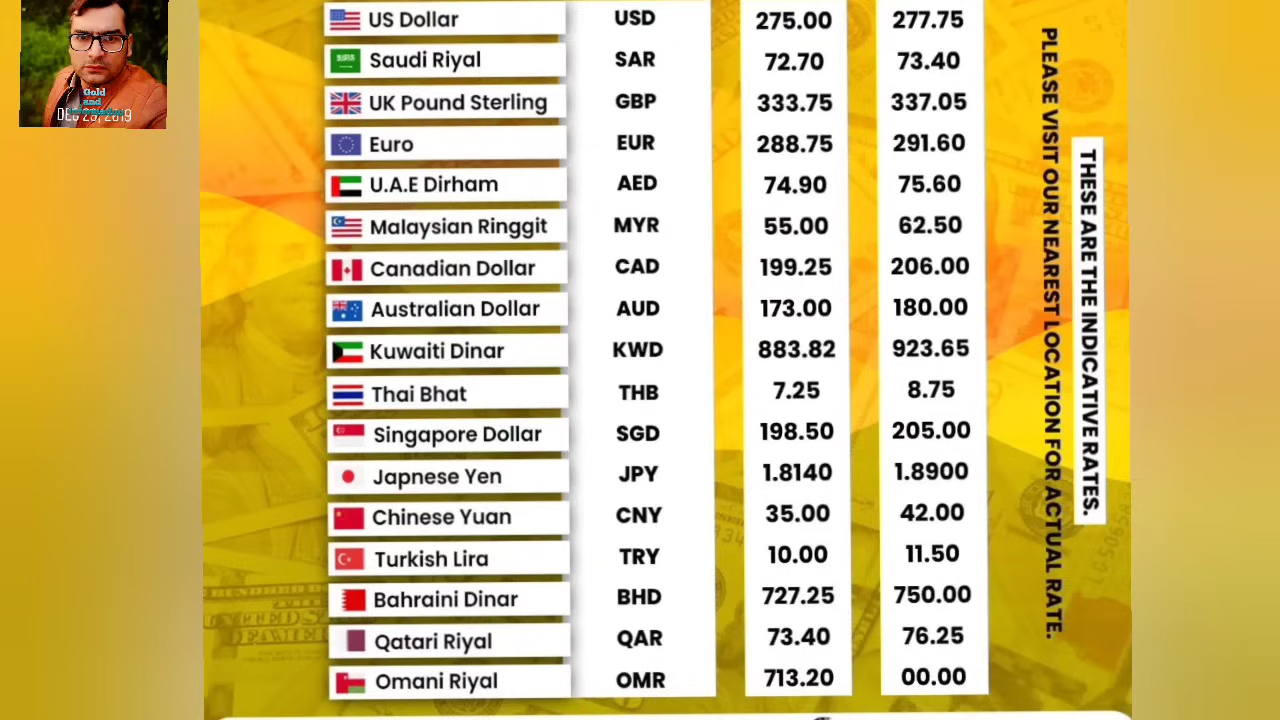 Gold
and
DEC 25, 2019
US Dollar USD 275.00 277.75
Saudi Riyal SAR 72.70 73.40
UK Pound Sterling GBP 333.75 337.05
Euro EUR 288.75 291.60
U.A.E Dirham AED 74.90 75.60
Malaysian Ringgit MYR 55.00 62.50
Canadian Dollar CAD 199.25 206.00
Australian Dollar AUD 173.00 180.00
Kuwaiti Dinar KWD 883.82 923.65
Thai Bhat THB 7.25 8.75
Singapore Dollar SGD 198.50 205.00
Japnese Yen JPY 1.8140 1.8900
Chinese Yuan CNY 35.00 42.00
Turkish Lira TRY 10.00 11.50
Bahraini Dinar BHD 727.25 750.00
Qatari Riyal QAR 73.40 76.25
Omani Riyal OMR 713.20 00.00
THESE ARE THE INDICATIVE RATES.
PLEASE VISIT OUR NEAREST LOCATION FOR ACTUAL RATE.